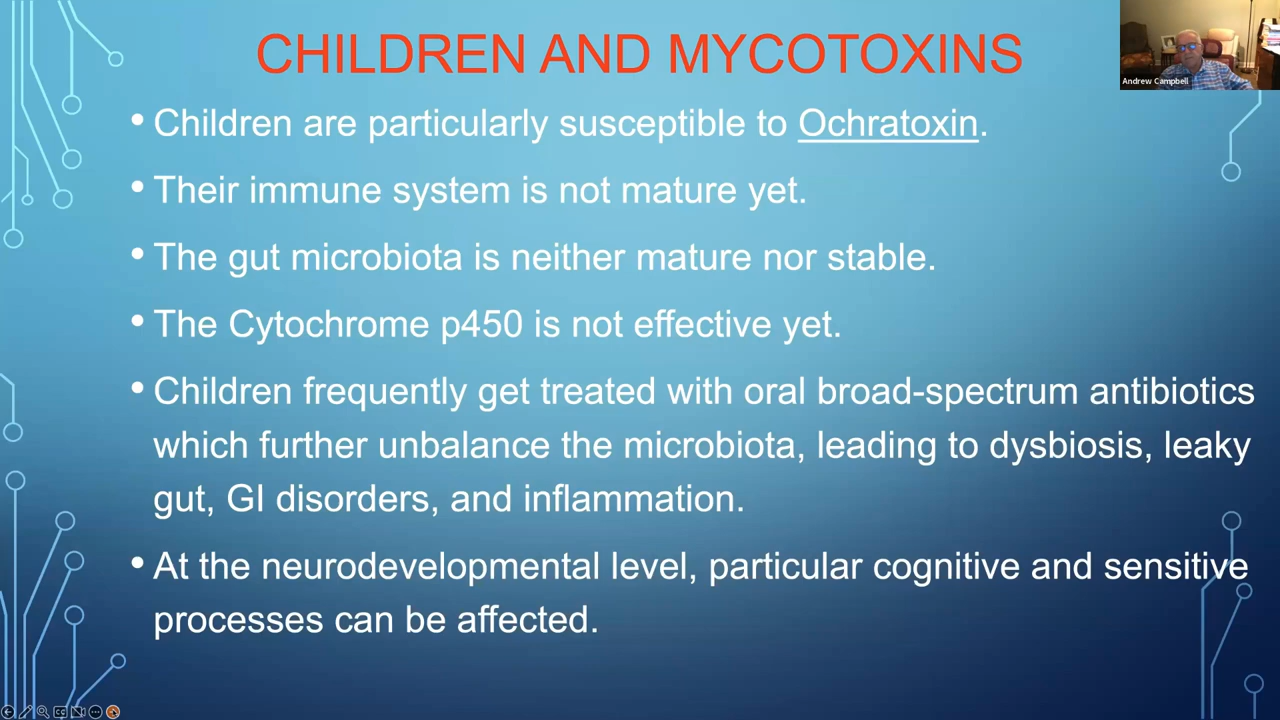 CHILDREN AND MYCOTOXINS
Andrew Campbell
• Children are particularly susceptible to Ochratoxin.
• Their immune system is not mature yet.
• The gut microbiota is neither mature nor stable.
• The Cytochrome p450 is not effective yet.
• Children frequently get treated with oral broad-spectrum antibiotics
which further unbalance the microbiota, leading to dysbiosis, leaky
gut, GI disorders, and inflammation.
• At the neurodevelopmental level, particular cognitive and sensitive
processes can be affected.
CC